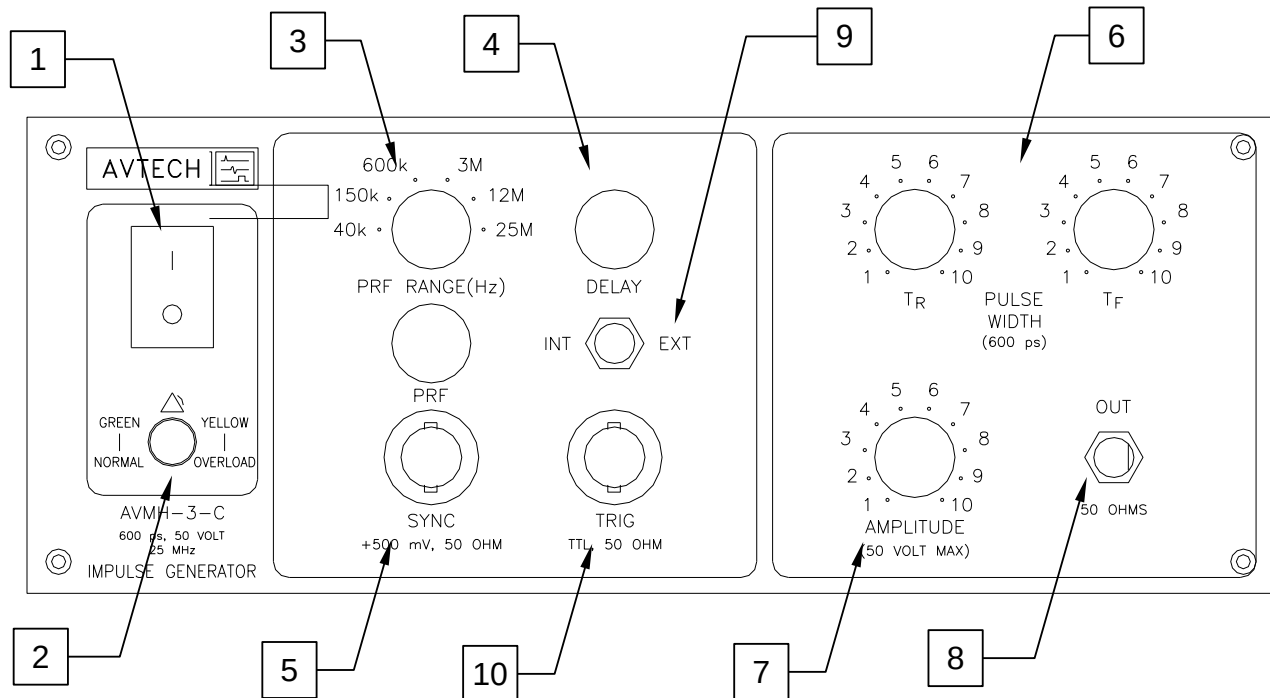 1
3
4
9
6
AVTECH
600k 3M
150k 12M
40k 25M
PRF RANGE(Hz)
DELAY
1 2 3 4 5 6 7 8 9 10
TR
PULSE
WIDTH
(600 ps)
1 2 3 4 5 6 7 8 9 10
TF
I
O
INT EXT
PRF
GREEN YELLOW
NORMAL OVERLOAD
AVMH-3-C
600 ps, 50 VOLT
25 MHz
IMPULSE GENERATOR
SYNC
+500 mV, 50 OHM
TRIG
TTL, 50 OHM
1 2 3 4 5 6 7 8 9 10
AMPLITUDE
(50 VOLT MAX)
OUT
50 OHMS
2
5
10
7
8